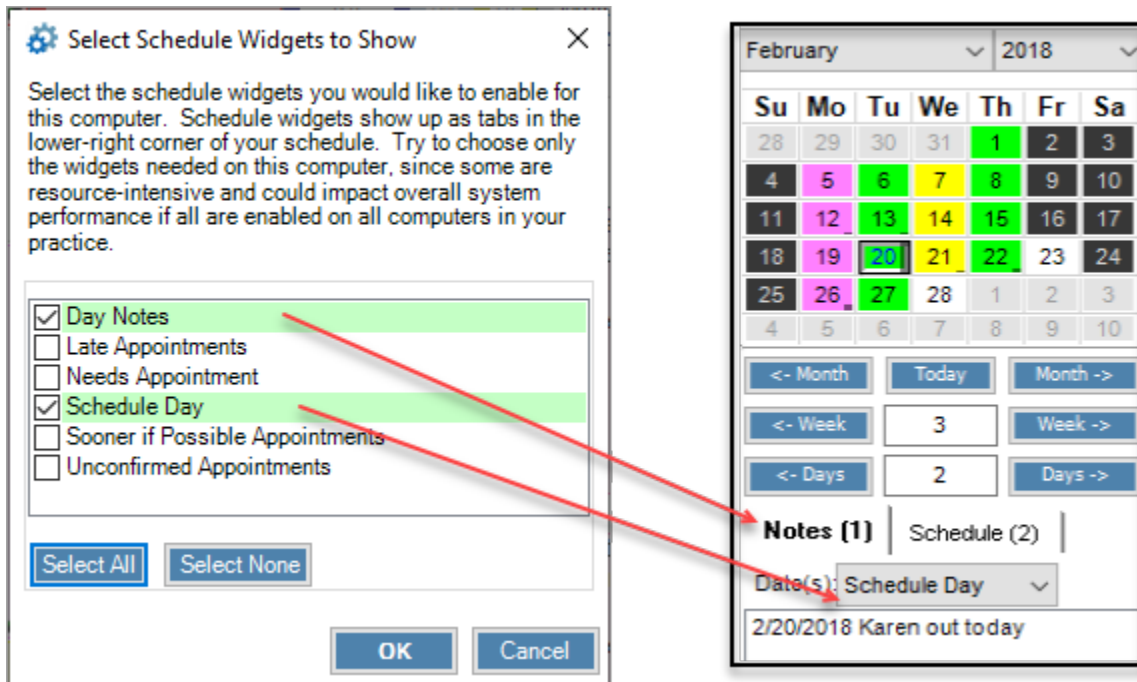 Select Schedule Widgets to Show
Select the schedule widgets you would like to enable for
this computer. Schedule widgets show up as tabs in the
lower-right corner of your schedule. Try to choose only
the widgets needed on this computer, since some are
resource-intensive and could impact overall system
performance if all are enabled on all computers in your
practice.
Day Notes
Late Appointments
Needs Appointment
Schedule Day
Sooner if Possible Appointments
Unconfirmed Appointments
Select All Select None
OK Cancel
February 2018
Su Mo Tu We Th Fr Sa
28 29 30 31 1 2 3
4 5 6 7 8 9 10
11 12 13 14 15 16 17
18 19 20 21 22 23 24
25 26 27 28 1 2 3
4 5 6 7 8 9 10
<- Month Today Month ->
<- Week 3 Week ->
<- Days 2 Days ->
Notes (1) Schedule (2)
Date(s): Schedule Day
2/20/2018 Karen out today